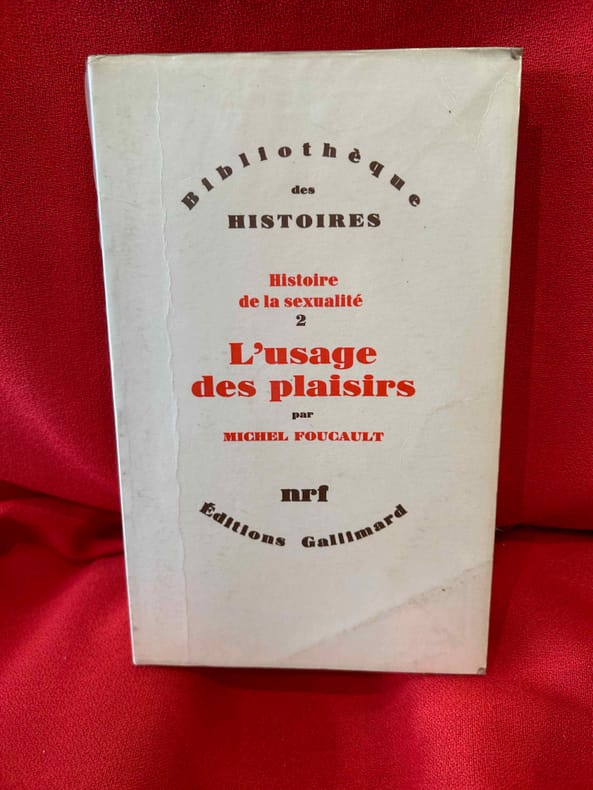 Bibliothèque
des
HISTOIRES
Histoire
de la sexualité
2
L'usage
des plaisirs
par
MICHEL FOUCAULT
nrf
Éditions Gallimard